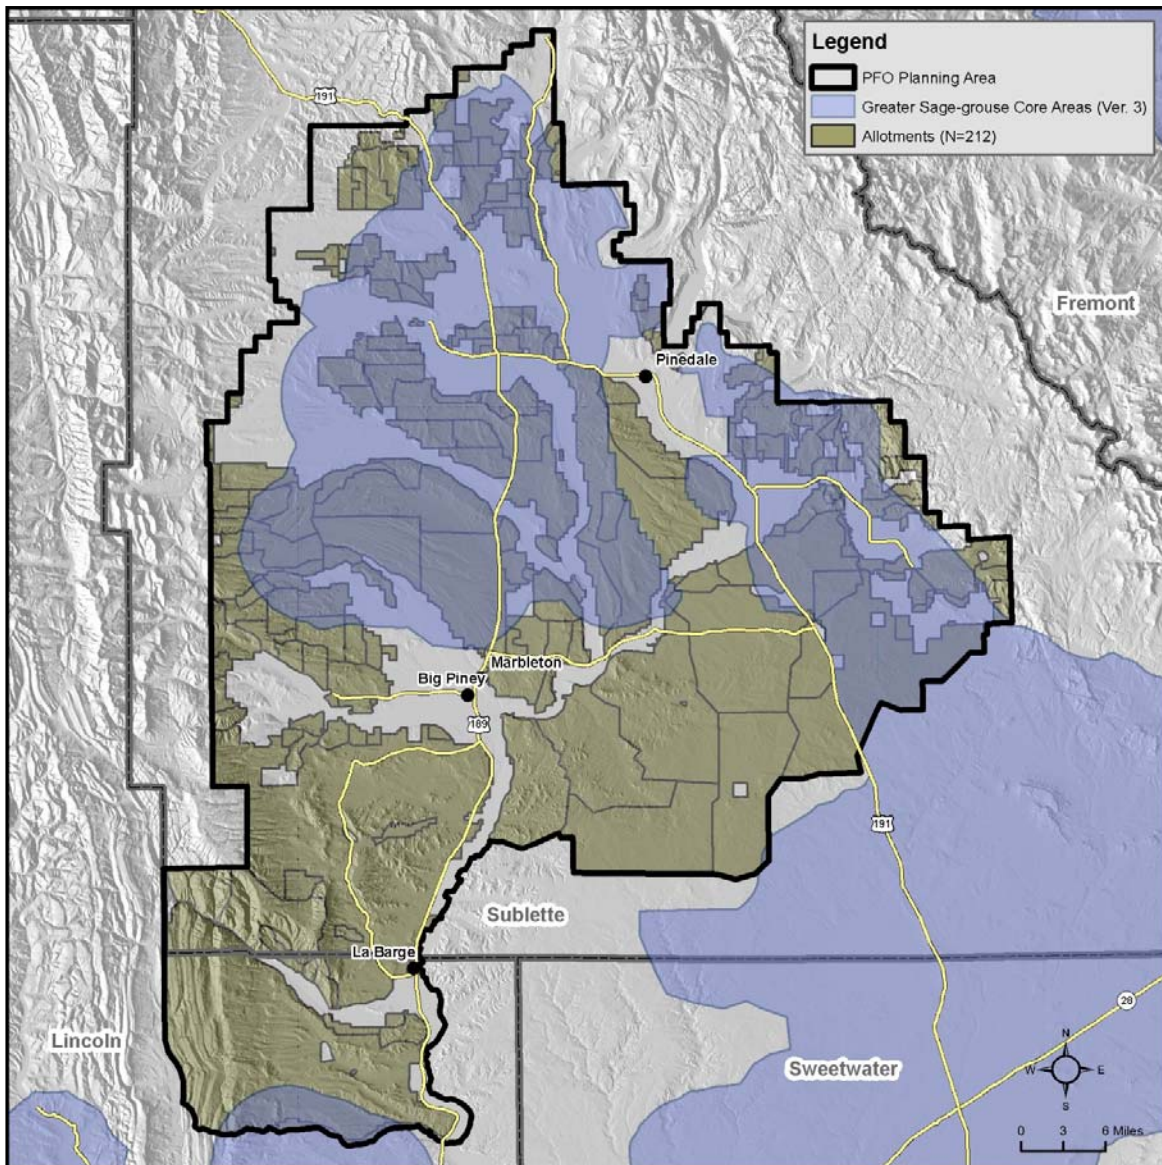 Legend
PFO Planning Area
Greater Sage-grouse Core Areas (Ver. 3)
Allotments (N=212)
191
Fremont
Pinedale
Marbleton
Big Piney
189
191
Sublette
La Barge
28
Lincoln
Sweetwater
N
W E
S
0 3 6 Miles